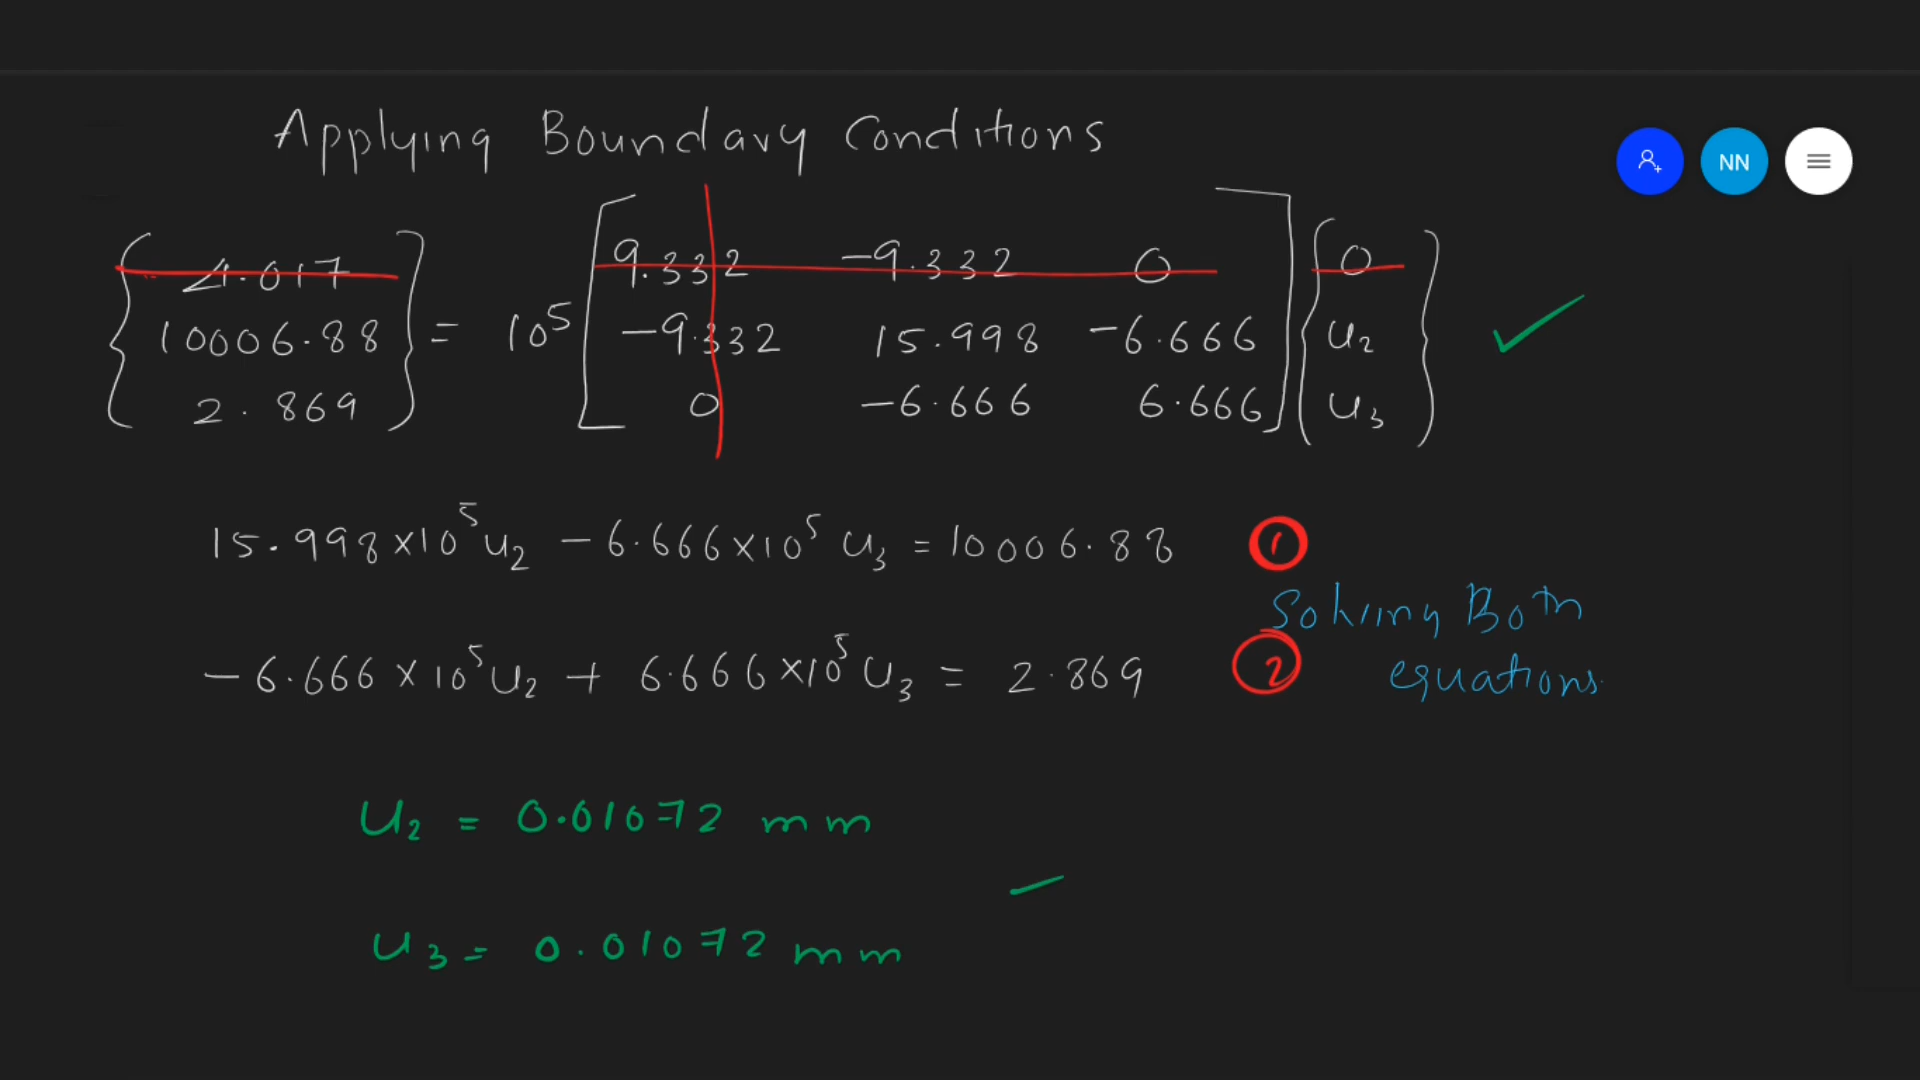 Applying Boundary Conditions
NN
{4.017 10006.88 2.869} = 10⁵ [9.332 -9.332 0 {0
-9.332 15.998 -6.666 u₂
0 -6.666 6.666] u₃}
15.998×10⁵u₂ - 6.666×10⁵ u₃ = 10006.88 ①
Solving Both
-6.666 × 10⁵u₂ + 6.666×10⁵u₃ = 2.869 ②
equations.
u₂ = 0.01072 mm
u₃ = 0.01072 mm